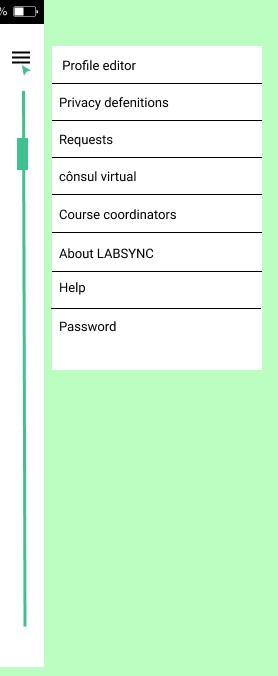 %
Profile editor
Privacy defenitions
Requests
cônsul virtual
Course coordinators
About LABSYNC
Help
Password